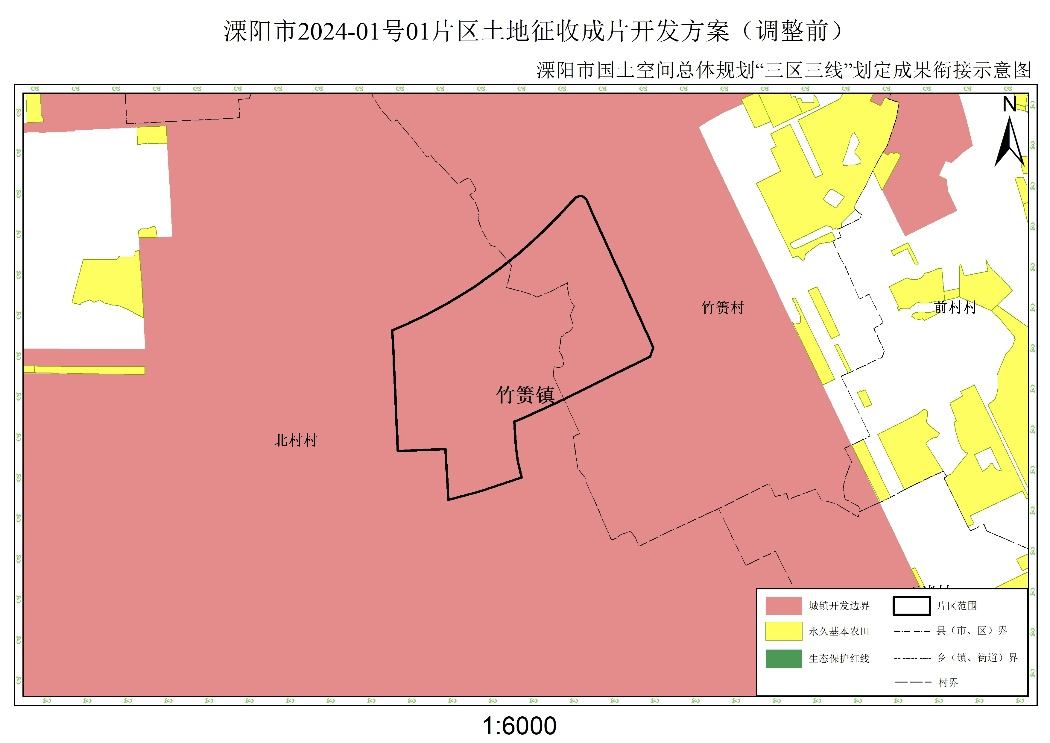 溧阳市2024-01号01片区土地征收成片开发方案（调整前）
溧阳市国土空间总体规划“三区三线”划定成果衔接示意图
N
竹箦村
前村村
竹箦镇
北村村
城镇开发边界
片区范围
永久基本农田
县（市、区）界
生态保护红线
乡（镇、街道）界
村界
1:6000